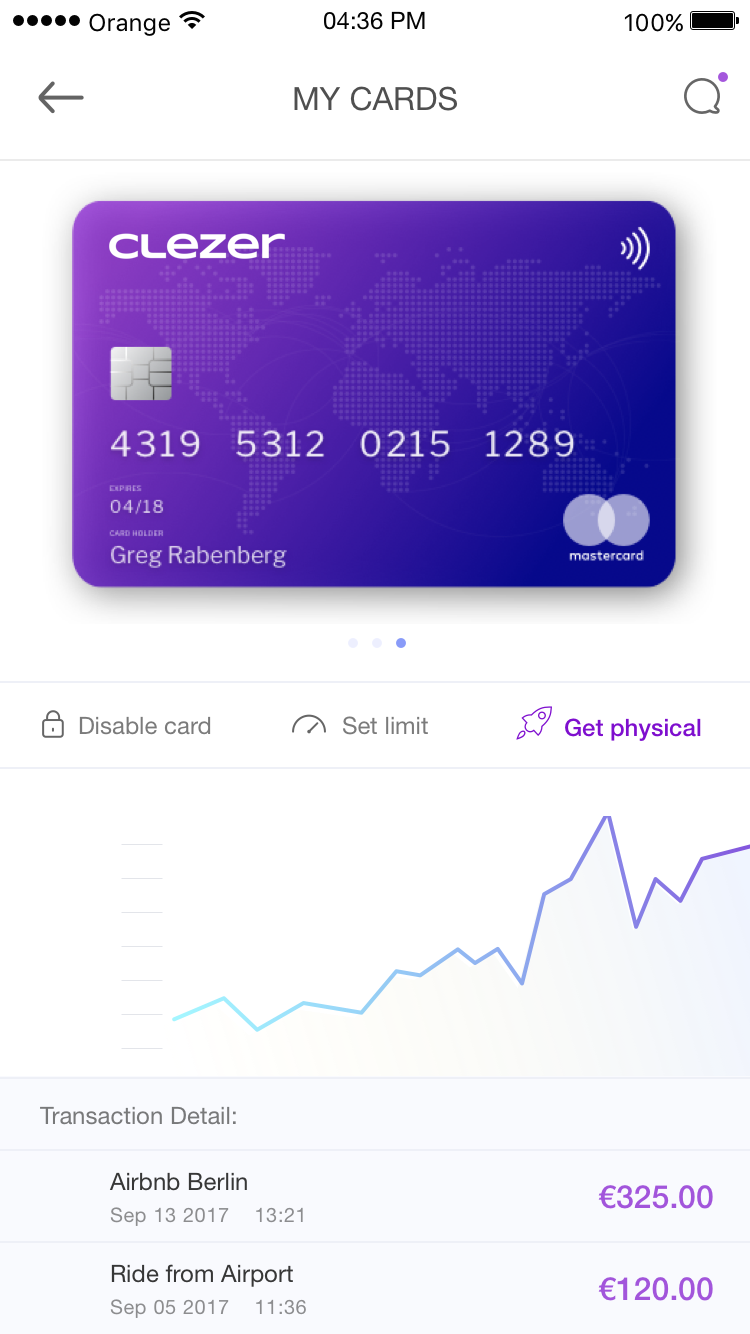 Orange 04:36 PM 100%
MY CARDS
CLEZER
4319 5312 0215 1289
EXPIRES
04/18
CARD HOLDER
Greg Rabenberg
mastercard
Disable card Set limit Get physical
Transaction Detail:
Airbnb Berlin
€325.00
Sep 13 2017 13:21
Ride from Airport
€120.00
Sep 05 2017 11:36